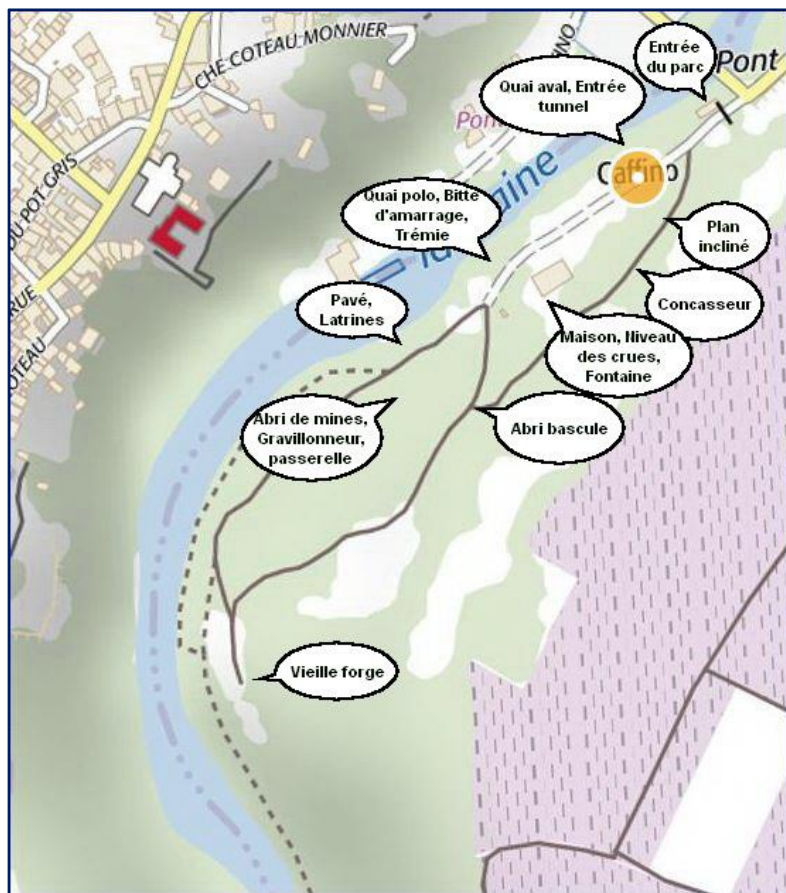 CHE COTEAU MONNIER
DU POT GRIS
RUE
COTEAU
Entrée
du parc
Pont
Quai aval, Entrée
tunnel
Caffino
Quai polo, Bitte
d'amarrage,
Trémie
Plan
incliné
Concasseur
Pavé,
Latrines
Maison, Niveau
des crues,
Fontaine
Abri de mines,
Gravillonneur,
passerelle
Abri bascule
Vieille forge